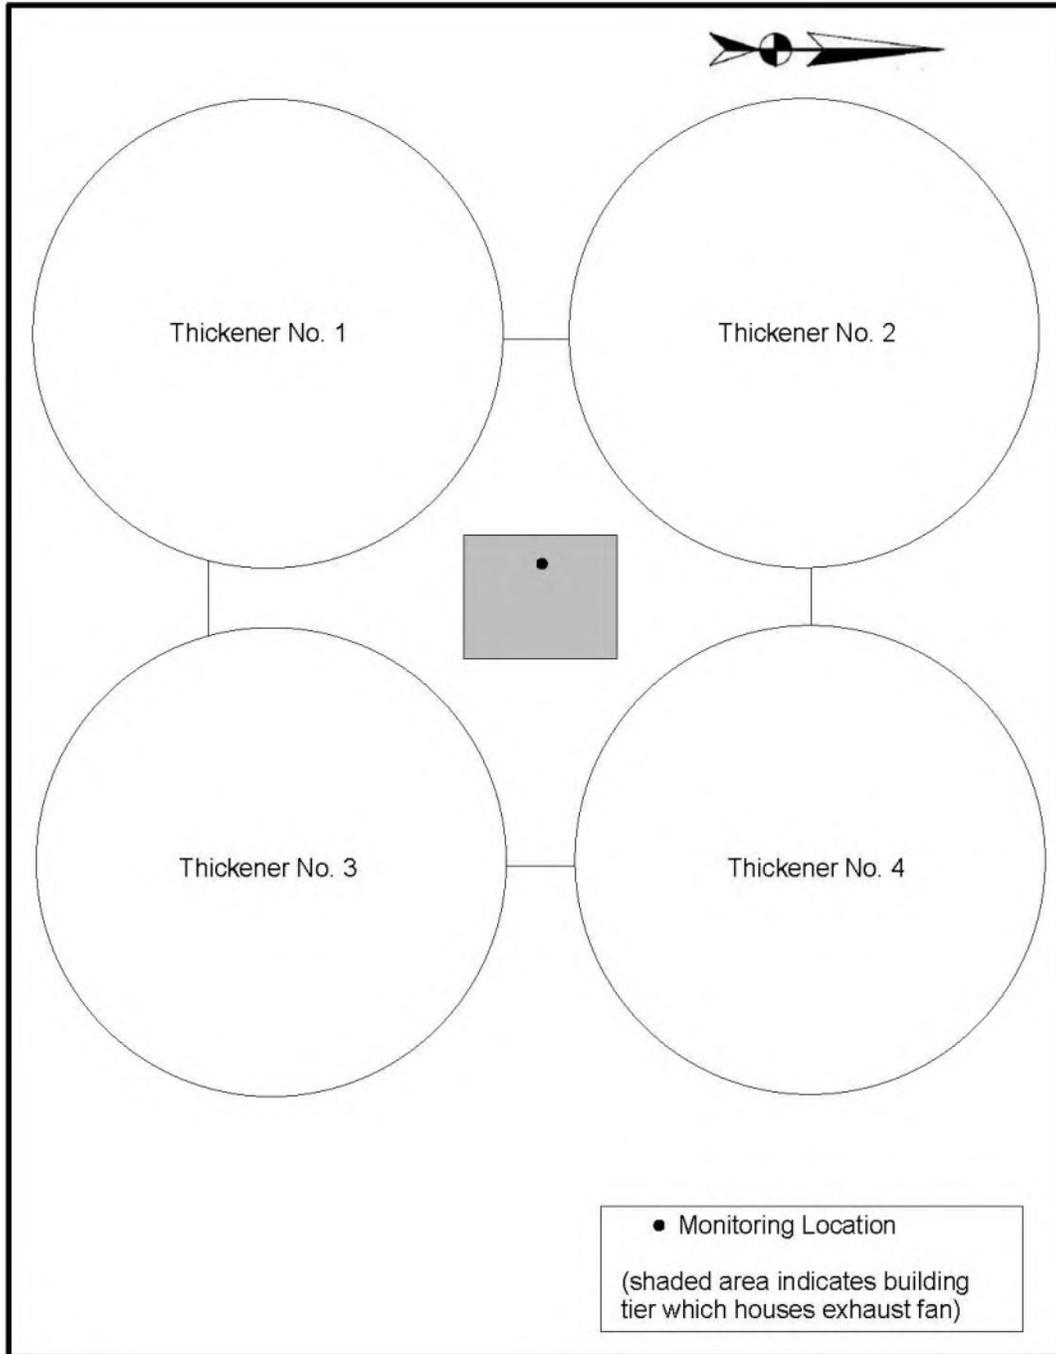 Thickener No. 1
Thickener No. 2
Thickener No. 3
Thickener No. 4
Monitoring Location
(shaded area indicates building
tier which houses exhaust fan)